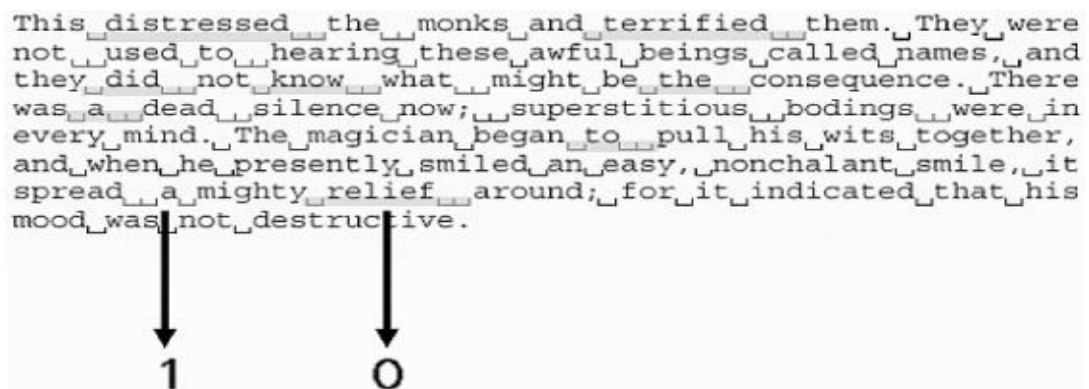 This distressed the monks and terrified them. They were
not used to hearing these awful beings called names, and
they did not know what might be the consequence. There
was a dead silence now; superstitious bodings were in
every mind. The magician began to pull his wits together,
and when he presently smiled an easy, nonchalant smile, it
spread a mighty relief around; for it indicated that his
mood was not destructive.
1 0